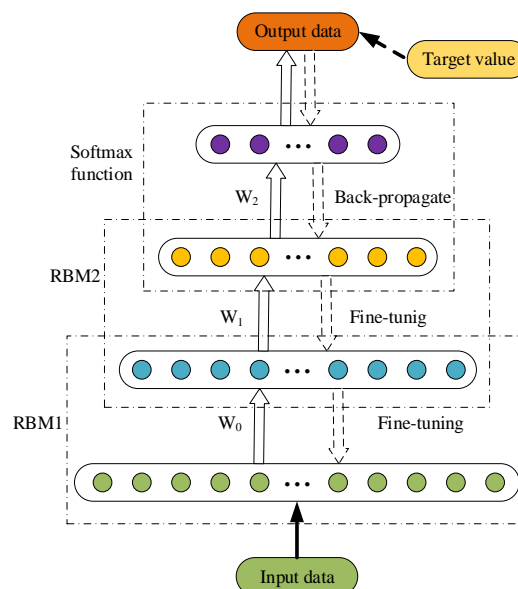 Output data
Target value
Softmax
function
W2
Back-propagate
RBM2
W1
Fine-tunig
RBM1
W0
Fine-tuning
Input data